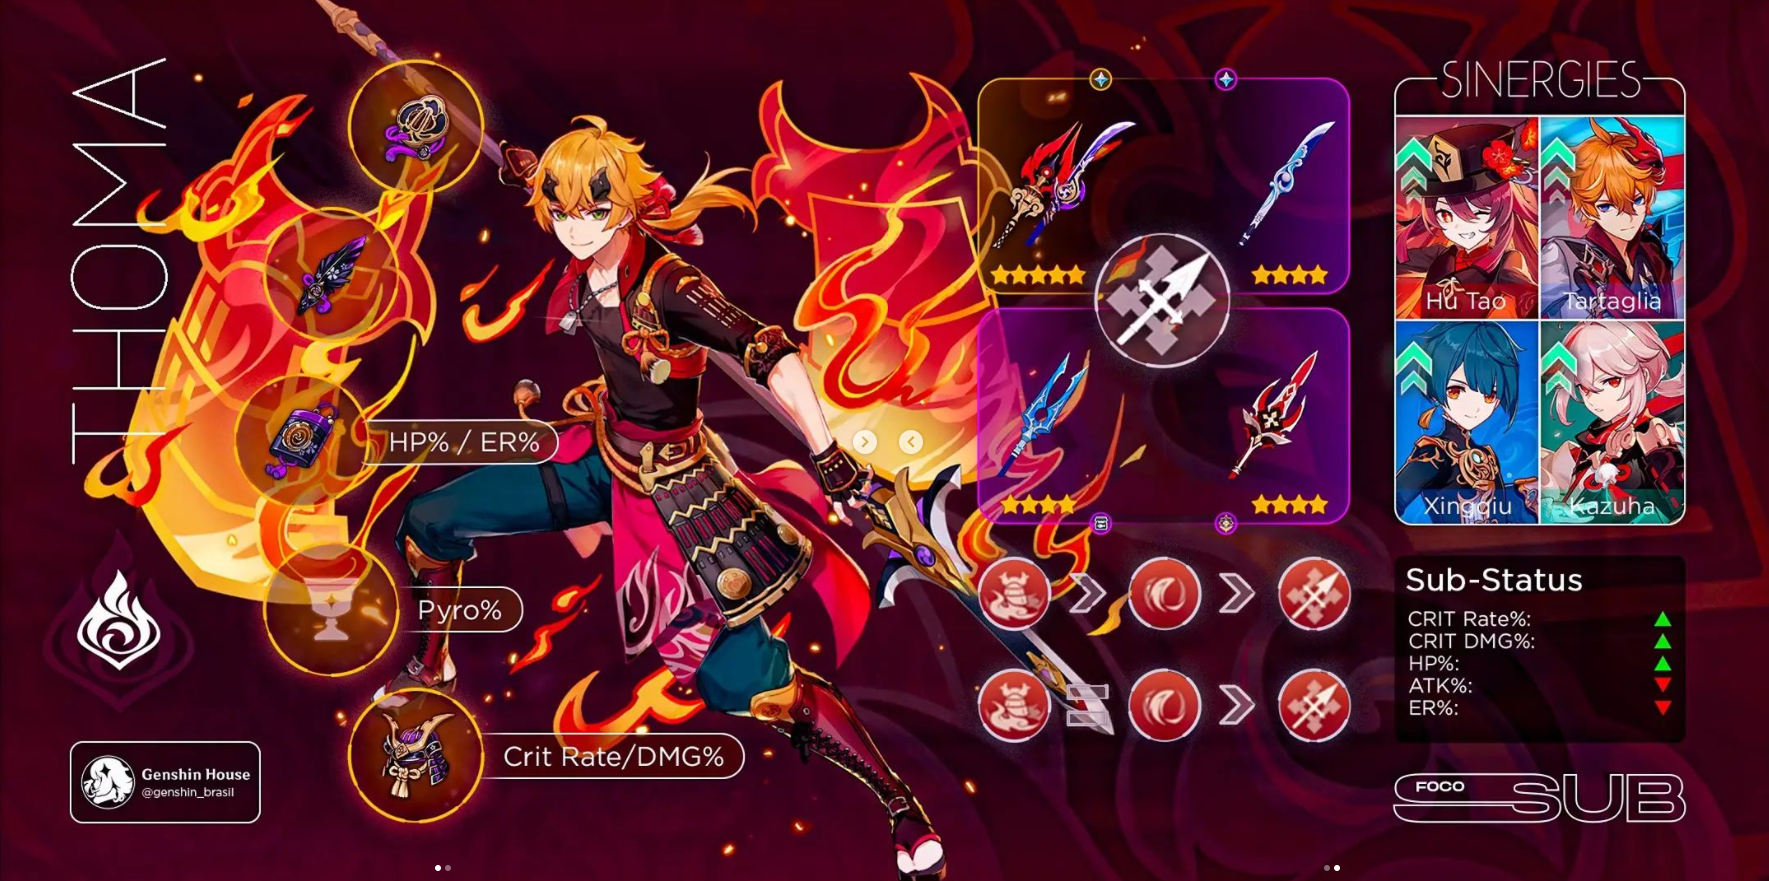 THOMA
HP% / ER%
Pyro%
Crit Rate/DMG%
Genshin House
@genshin_brasil
SINERGIES
Hu Tao
Tartaglia
Xingqiu
Kazuha
Sub-Status
CRIT Rate%:
CRIT DMG%:
HP%:
ATK%:
ER%:
FOCO
SUB